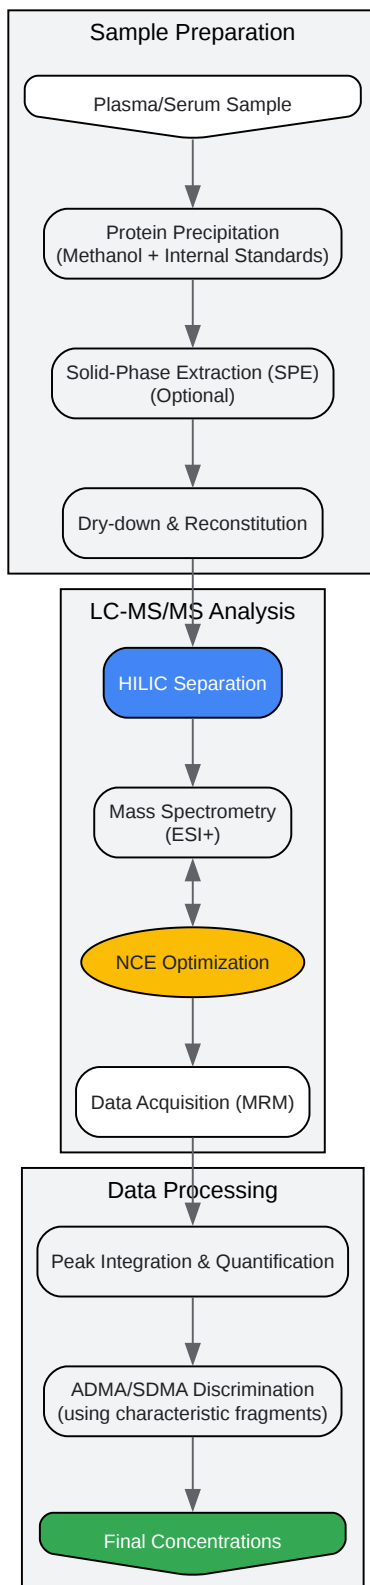 Sample Preparation
Plasma/Serum Sample
Protein Precipitation
(Methanol + Internal Standards)
Solid-Phase Extraction (SPE)
(Optional)
Dry-down & Reconstitution
LC-MS/MS Analysis
HILIC Separation
Mass Spectrometry
(ESI+)
NCE Optimization
Data Acquisition (MRM)
Data Processing
Peak Integration & Quantification
ADMA/SDMA Discrimination
(using characteristic fragments)
Final Concentrations